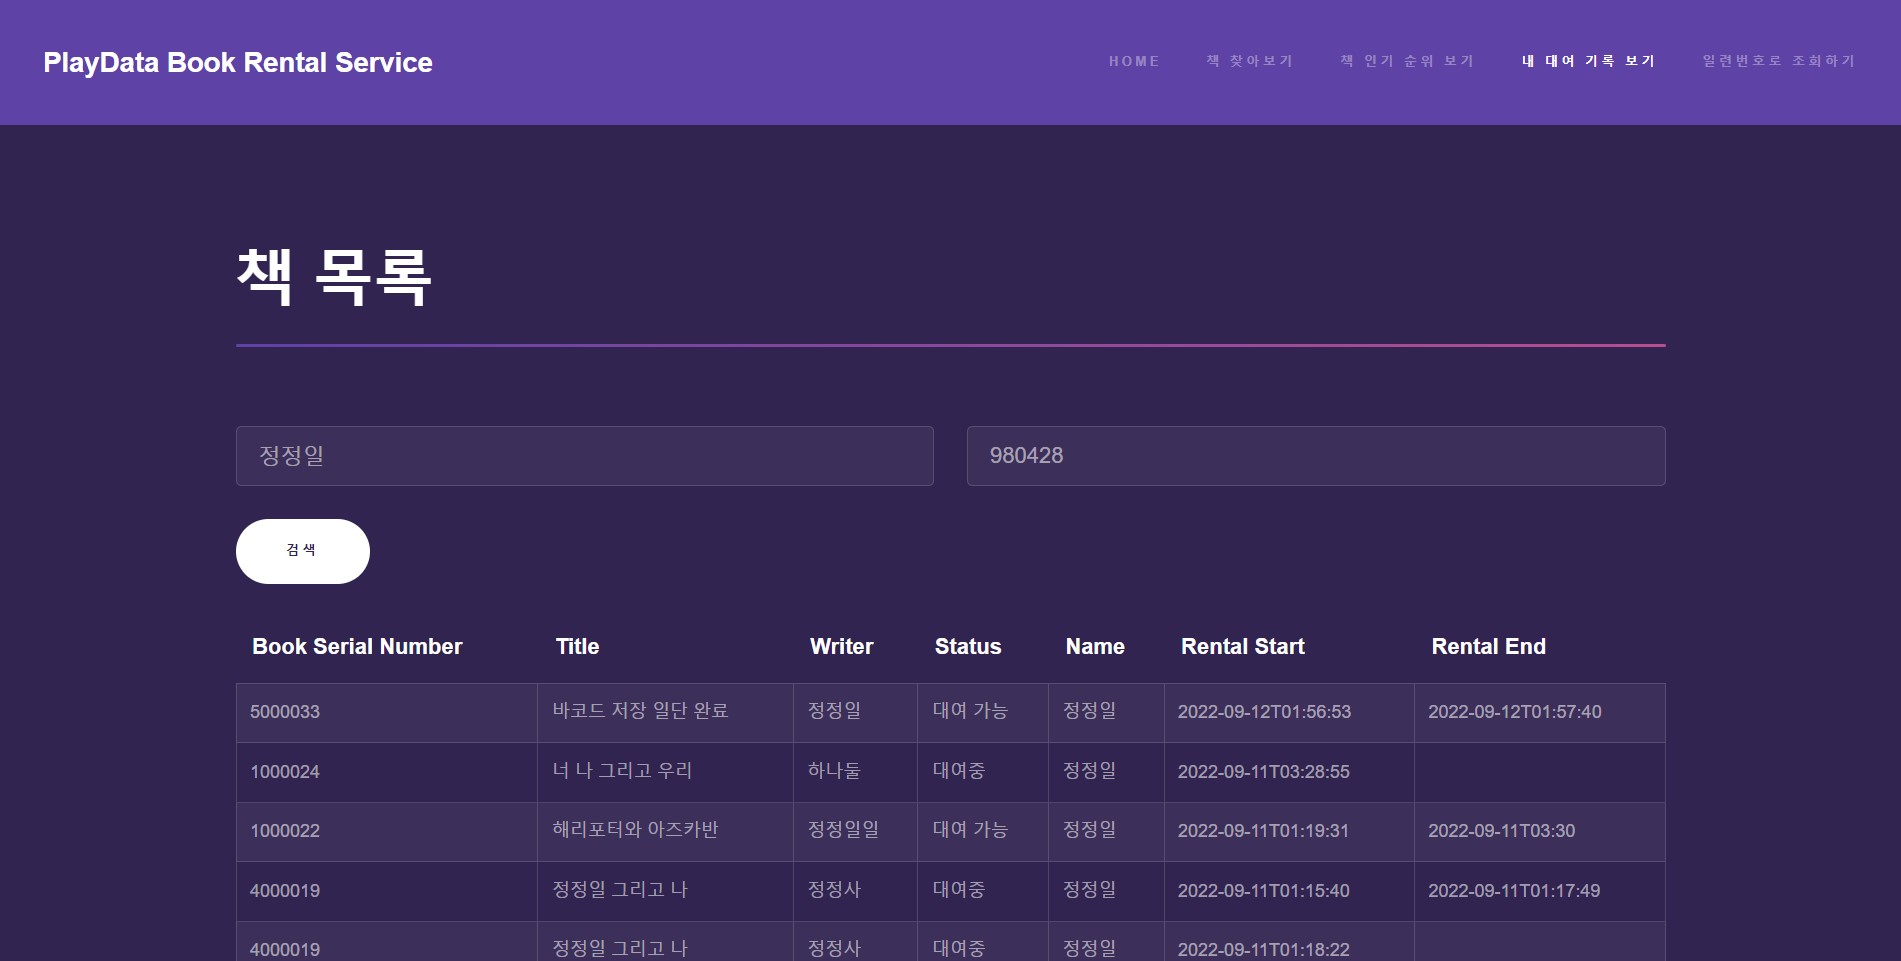 PlayData Book Rental Service
HOME 책 찾아보기 책 인기 순위 보기 내 대여 기록 보기 일련번호로 조회하기
책 목록
정정일 980428
검색
Book Serial Number Title Writer Status Name Rental Start Rental End
5000033 바코드 저장 일단 완료 정정일 대여 가능 정정일 2022-09-12T01:56:53 2022-09-12T01:57:40
1000024 너 나 그리고 우리 하나둘 대여중 정정일 2022-09-11T03:28:55
1000022 해리포터와 아즈카반 정정일일 대여 가능 정정일 2022-09-11T01:19:31 2022-09-11T03:30
4000019 정정일 그리고 나 정정사 대여중 정정일 2022-09-11T01:15:40 2022-09-11T01:17:49
4000019 정정일 그리고 나 정정사 대여중 정정일 2022-09-11T01:18:22